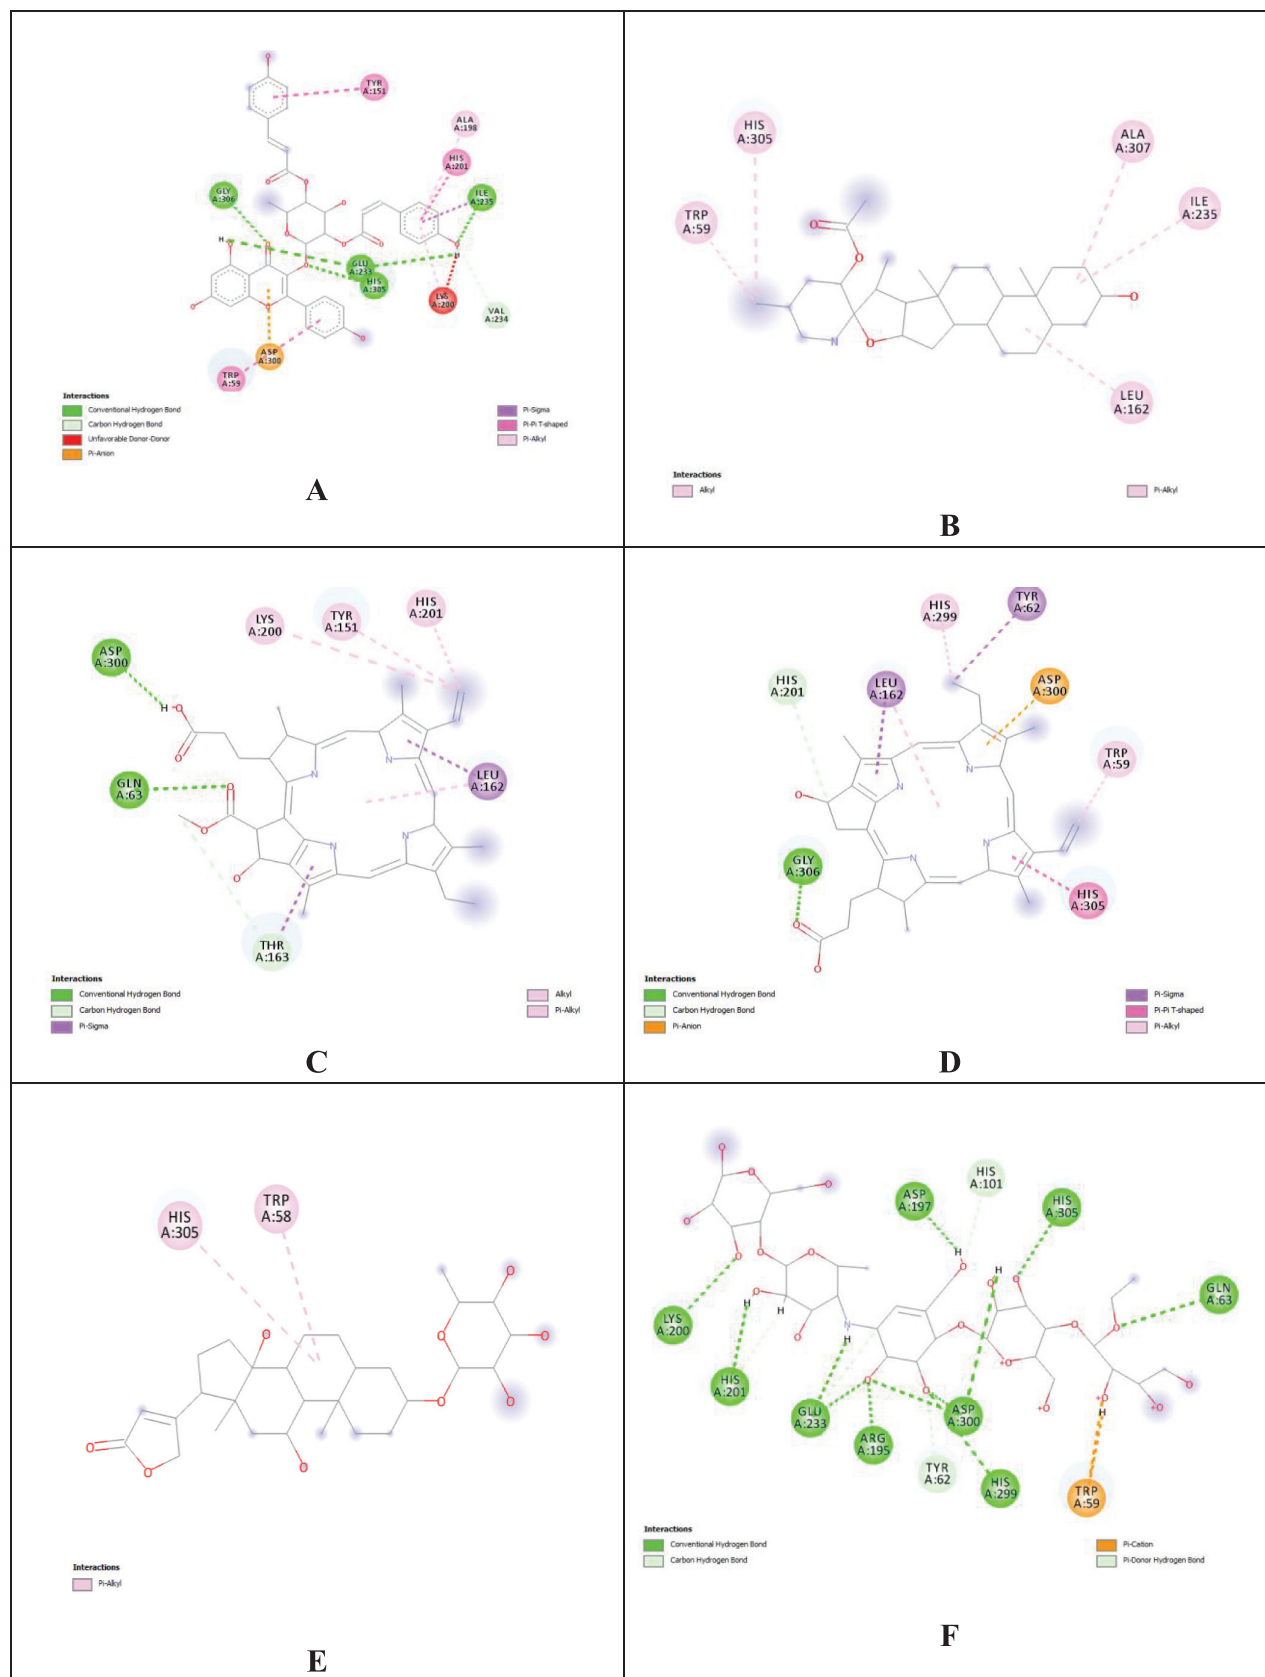 TYR
A:151
ALA
A:198
HIS
A:201
GLY
A:306
ILE
A:235
GLU
A:233
HIS
A:305
LYS
A:200
VAL
A:234
ASP
A:300
TRP
A:59
Interactions
Conventional Hydrogen Bond
Carbon Hydrogen Bond
Unfavorable Donor-Donor
Pi-Anion
Pi-Sigma
Pi-Pi T-shaped
Pi-Alkyl
A
HIS
A:305
ALA
A:307
TRP
A:59
ILE
A:235
LEU
A:162
Interactions
Alkyl
Pi-Alkyl
B
LYS
A:200
TYR
A:151
HIS
A:201
ASP
A:300
GLN
A:63
LEU
A:162
THR
A:163
Interactions
Conventional Hydrogen Bond
Carbon Hydrogen Bond
Pi-Sigma
Alkyl
Pi-Alkyl
C
HIS
A:299
TYR
A:62
HIS
A:201
LEU
A:162
ASP
A:300
TRP
A:59
GLY
A:306
HIS
A:305
Interactions
Conventional Hydrogen Bond
Carbon Hydrogen Bond
Pi-Anion
Pi-Sigma
Pi-Pi T-shaped
Pi-Alkyl
D
HIS
A:305
TRP
A:58
Interactions
Pi-Alkyl
E
ASP
A:197
HIS
A:101
HIS
A:305
GLN
A:63
LYS
A:200
HIS
A:201
GLU
A:233
ARG
A:195
ASP
A:300
TYR
A:62
HIS
A:299
TRP
A:59
Interactions
Conventional Hydrogen Bond
Carbon Hydrogen Bond
Pi-Cation
Pi-Donor Hydrogen Bond
F